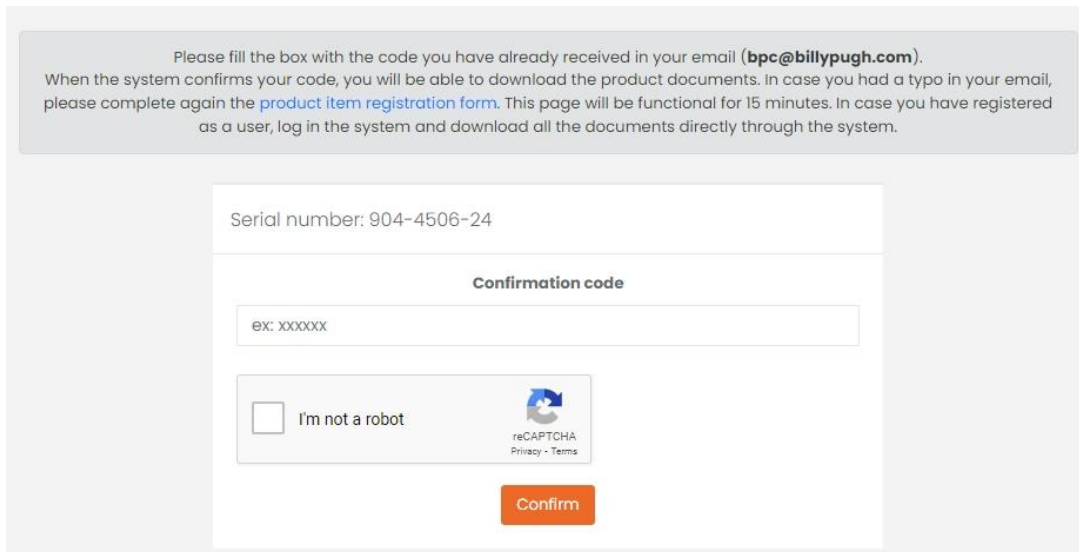 Please fill the box with the code you have already received in your email (bpc@billypugh.com).
When the system confirms your code, you will be able to download the product documents. In case you had a typo in your email,
please complete again the product item registration form. This page will be functional for 15 minutes. In case you have registered
as a user, log in the system and download all the documents directly through the system.
Serial number: 904-4506-24
Confirmation code
ex: xxxxxx
I'm not a robot
reCAPTCHA
Privacy - Terms
Confirm